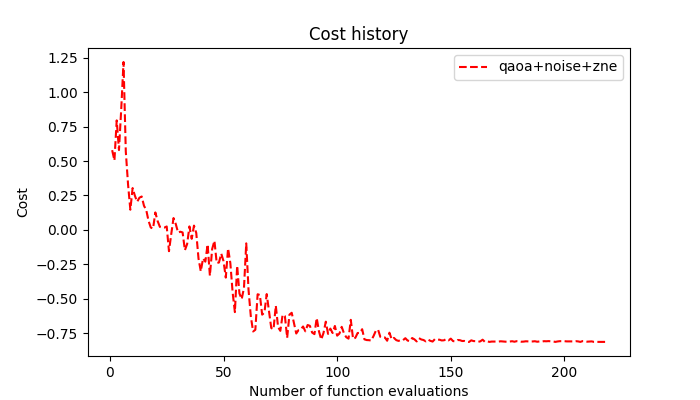 Cost history
qaoa+noise+zne
1.25
1.00
0.75
0.50
0.25
0.00
−0.25
−0.50
−0.75
Cost
0 50 100 150 200
Number of function evaluations